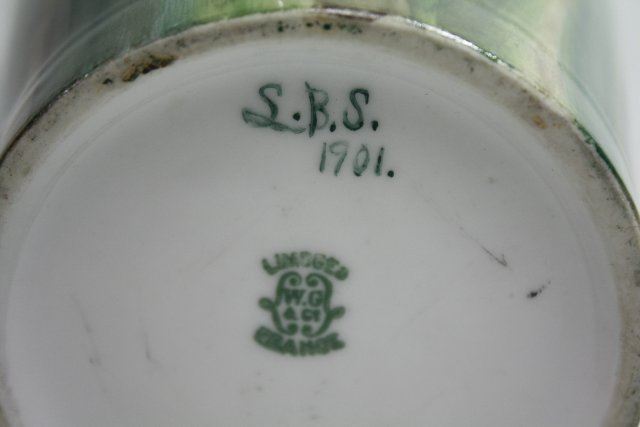 L.B.S.
1901.
LIMOGES
W.G
& Cº
FRANCE